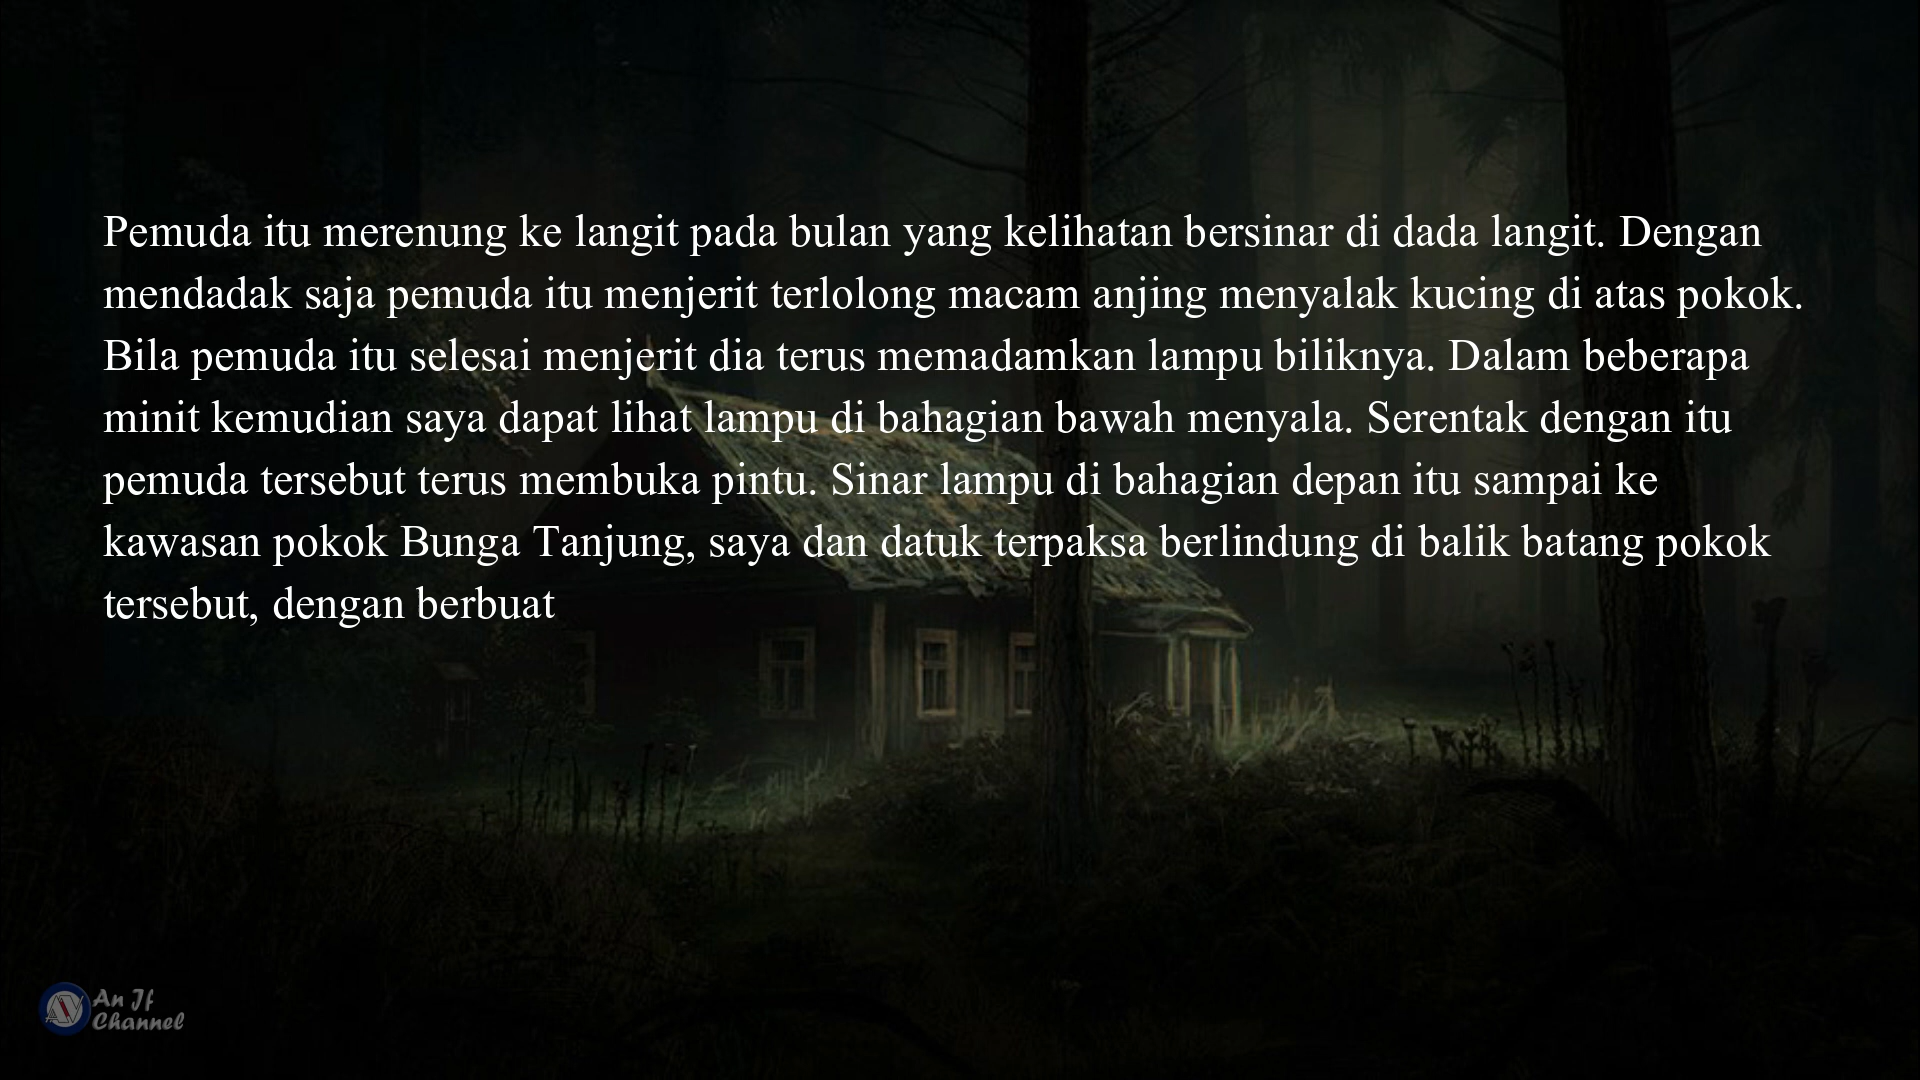 Pemuda itu merenung ke langit pada bulan yang kelihatan bersinar di dada langit. Dengan
mendadak saja pemuda itu menjerit terlolong macam anjing menyalak kucing di atas pokok.
Bila pemuda itu selesai menjerit dia terus memadamkan lampu biliknya. Dalam beberapa
minit kemudian saya dapat lihat lampu di bahagian bawah menyala. Serentak dengan itu
pemuda tersebut terus membuka pintu. Sinar lampu di bahagian depan itu sampai ke
kawasan pokok Bunga Tanjung, saya dan datuk terpaksa berlindung di balik batang pokok
tersebut, dengan berbuat
An If
Channel